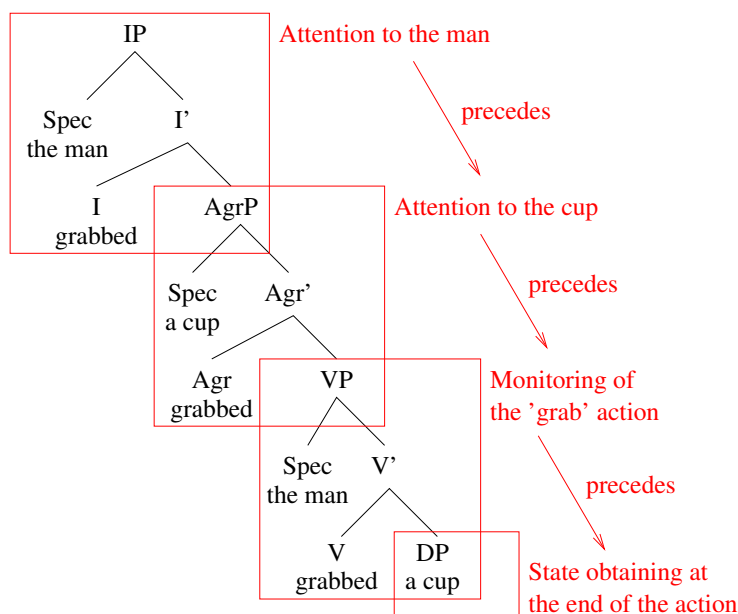 IP
Attention to the man
Spec
the man
I'
precedes
I
grabbed
AgrP
Attention to the cup
Spec
a cup
Agr'
precedes
Agr
grabbed
VP
Monitoring of
the 'grab' action
Spec
the man
V'
precedes
V
grabbed
DP
a cup
State obtaining at
the end of the action